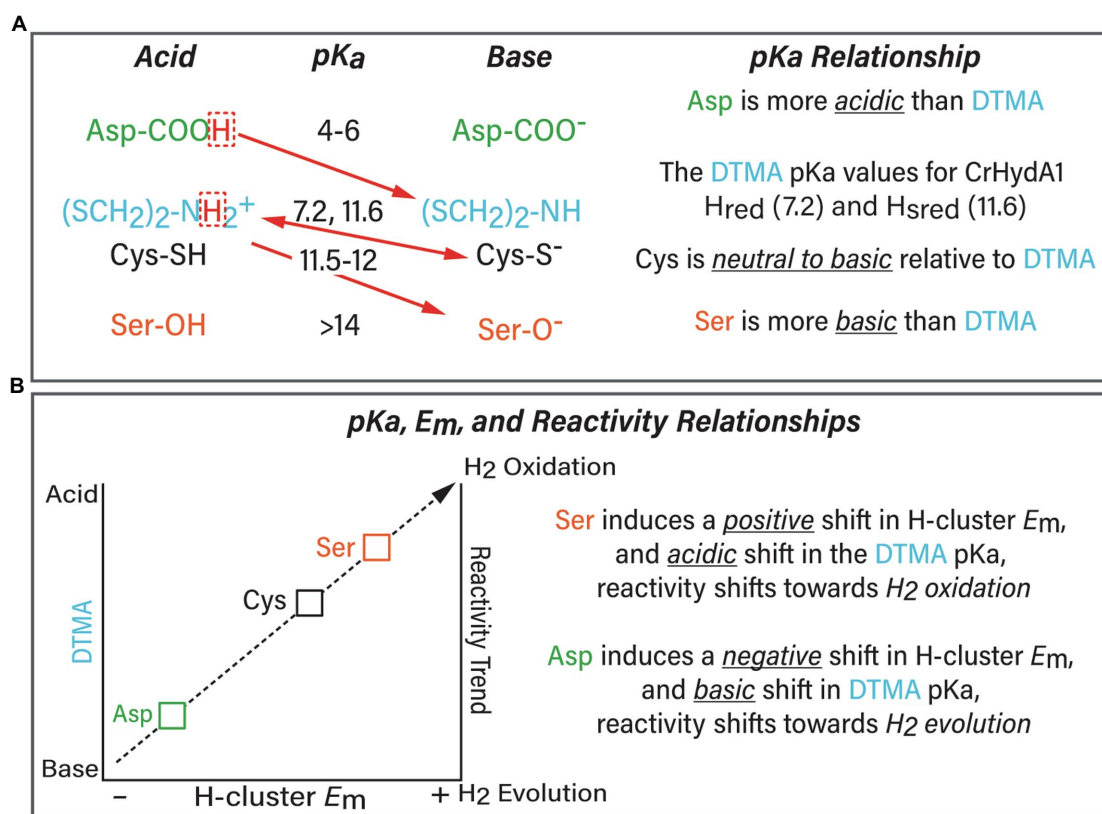 A
Acid pKa Base pKa Relationship
Asp-COOH 4-6 Asp-COO⁻ Asp is more acidic than DTMA
(SCH2)2-NH2⁺ 7.2, 11.6 (SCH2)2-NH The DTMA pKa values for CrHydA1
Hred (7.2) and Hsred (11.6)
Cys-SH 11.5-12 Cys-S⁻ Cys is neutral to basic relative to DTMA
Ser-OH >14 Ser-O⁻ Ser is more basic than DTMA
B
pKa, Em, and Reactivity Relationships
H2 Oxidation
Acid
Ser
Cys
Asp
DTMA
Base
Reactivity Trend
– H-cluster Em + H2 Evolution
Ser induces a positive shift in H-cluster Em,
and acidic shift in the DTMA pKa,
reactivity shifts towards H2 oxidation
Asp induces a negative shift in H-cluster Em,
and basic shift in DTMA pKa,
reactivity shifts towards H2 evolution